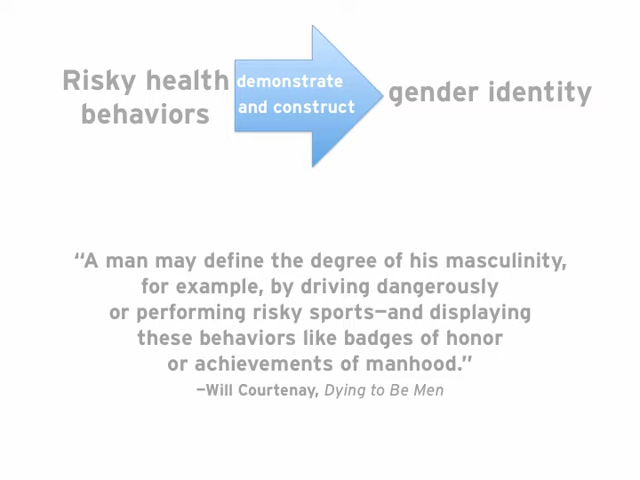 Risky health
behaviors
demonstrate
and construct
gender identity
“A man may define the degree of his masculinity,
for example, by driving dangerously
or performing risky sports—and displaying
these behaviors like badges of honor
or achievements of manhood.”
—Will Courtenay, Dying to Be Men